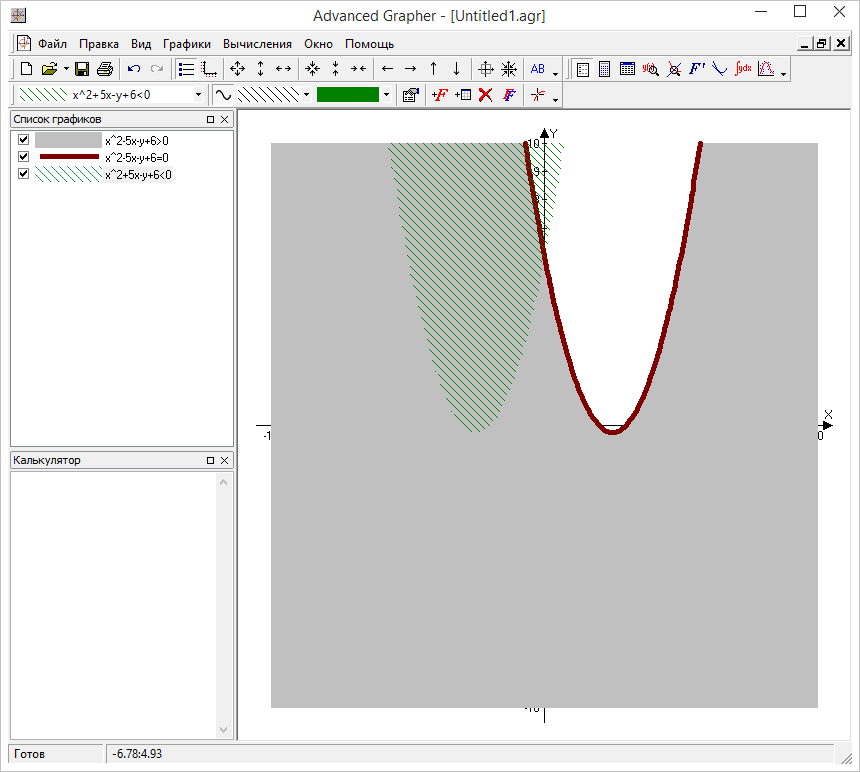 Advanced Grapher - [Untitled1.agr]
Файл Правка Вид Графики Вычисления Окно Помощь
AB y(x)? F' ∫ydx
x^2+5x-y+6<0 +F F
Список графиков
x^2-5x-y+6>0
x^2-5x-y+6=0
x^2+5x-y+6<0
Калькулятор
Y
10
9
X
-1
0
-10
Готов -6.78:4.93